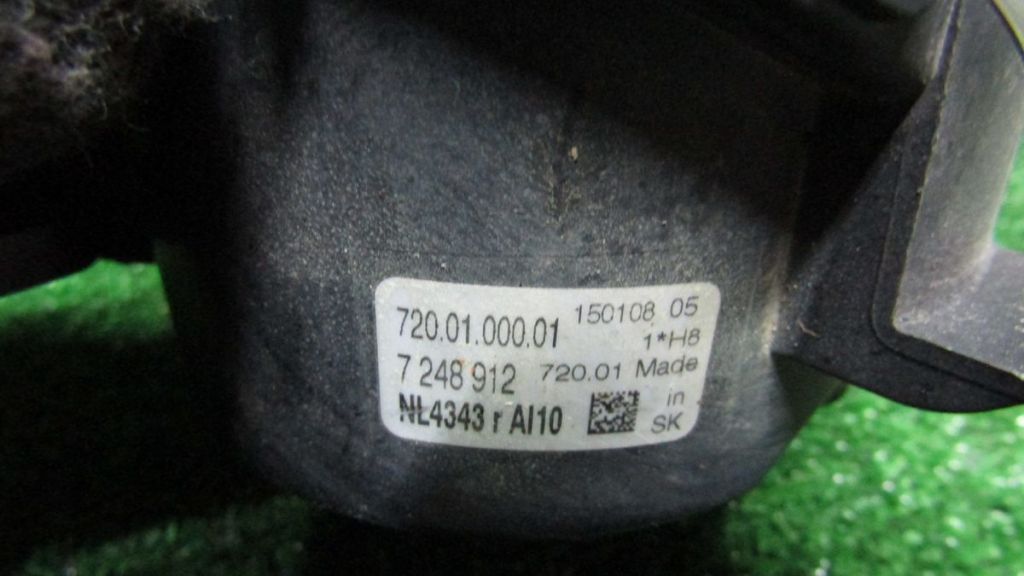 720.01.000.01 150108 05
1*H8
7 248 912 720.01 Made
NL4343 r AI10 in
SK